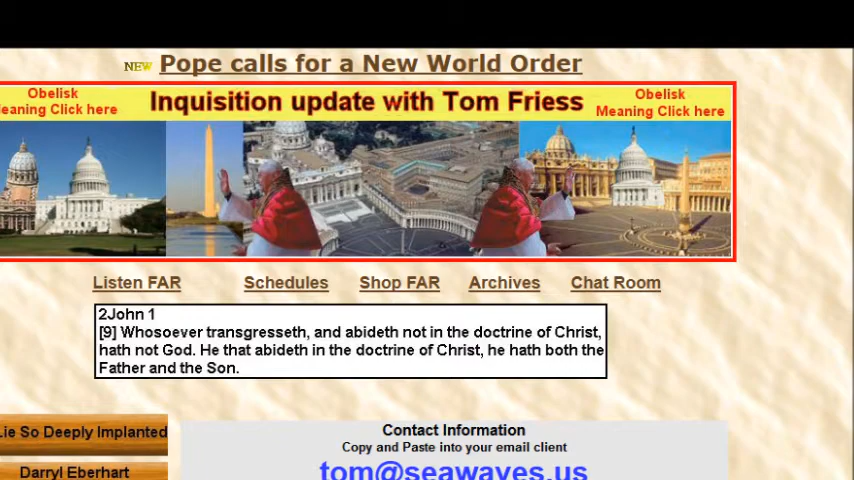 NEW Pope calls for a New World Order
Obelisk
Meaning Click here
Inquisition update with Tom Friess
Obelisk
Meaning Click here
Listen FAR Schedules Shop FAR Archives Chat Room
2John 1
[9] Whosoever transgresseth, and abideth not in the doctrine of Christ,
hath not God. He that abideth in the doctrine of Christ, he hath both the
Father and the Son.
Lie So Deeply Implanted
Darryl Eberhart
Contact Information
Copy and Paste into your email client
tom@seawaves.us